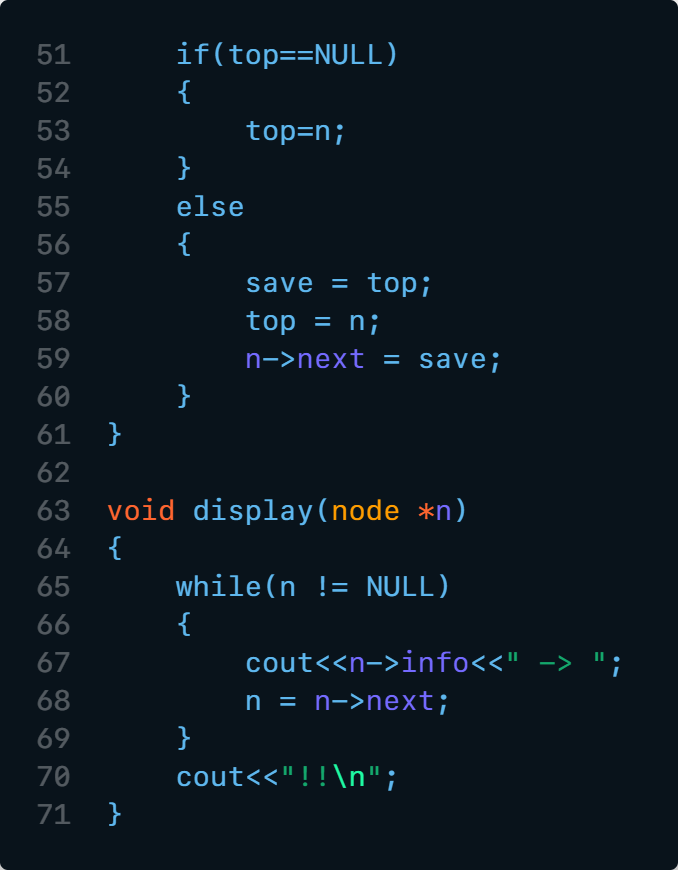 51      if(top==NULL)
52      {
53          top=n;
54      }
55      else
56      {
57          save = top;
58          top = n;
59          n->next = save;
60      }
61  }
62
63  void display(node *n)
64  {
65      while(n != NULL)
66      {
67          cout<<n->info<<" -> ";
68          n = n->next;
69      }
70      cout<<"!!\n";
71  }